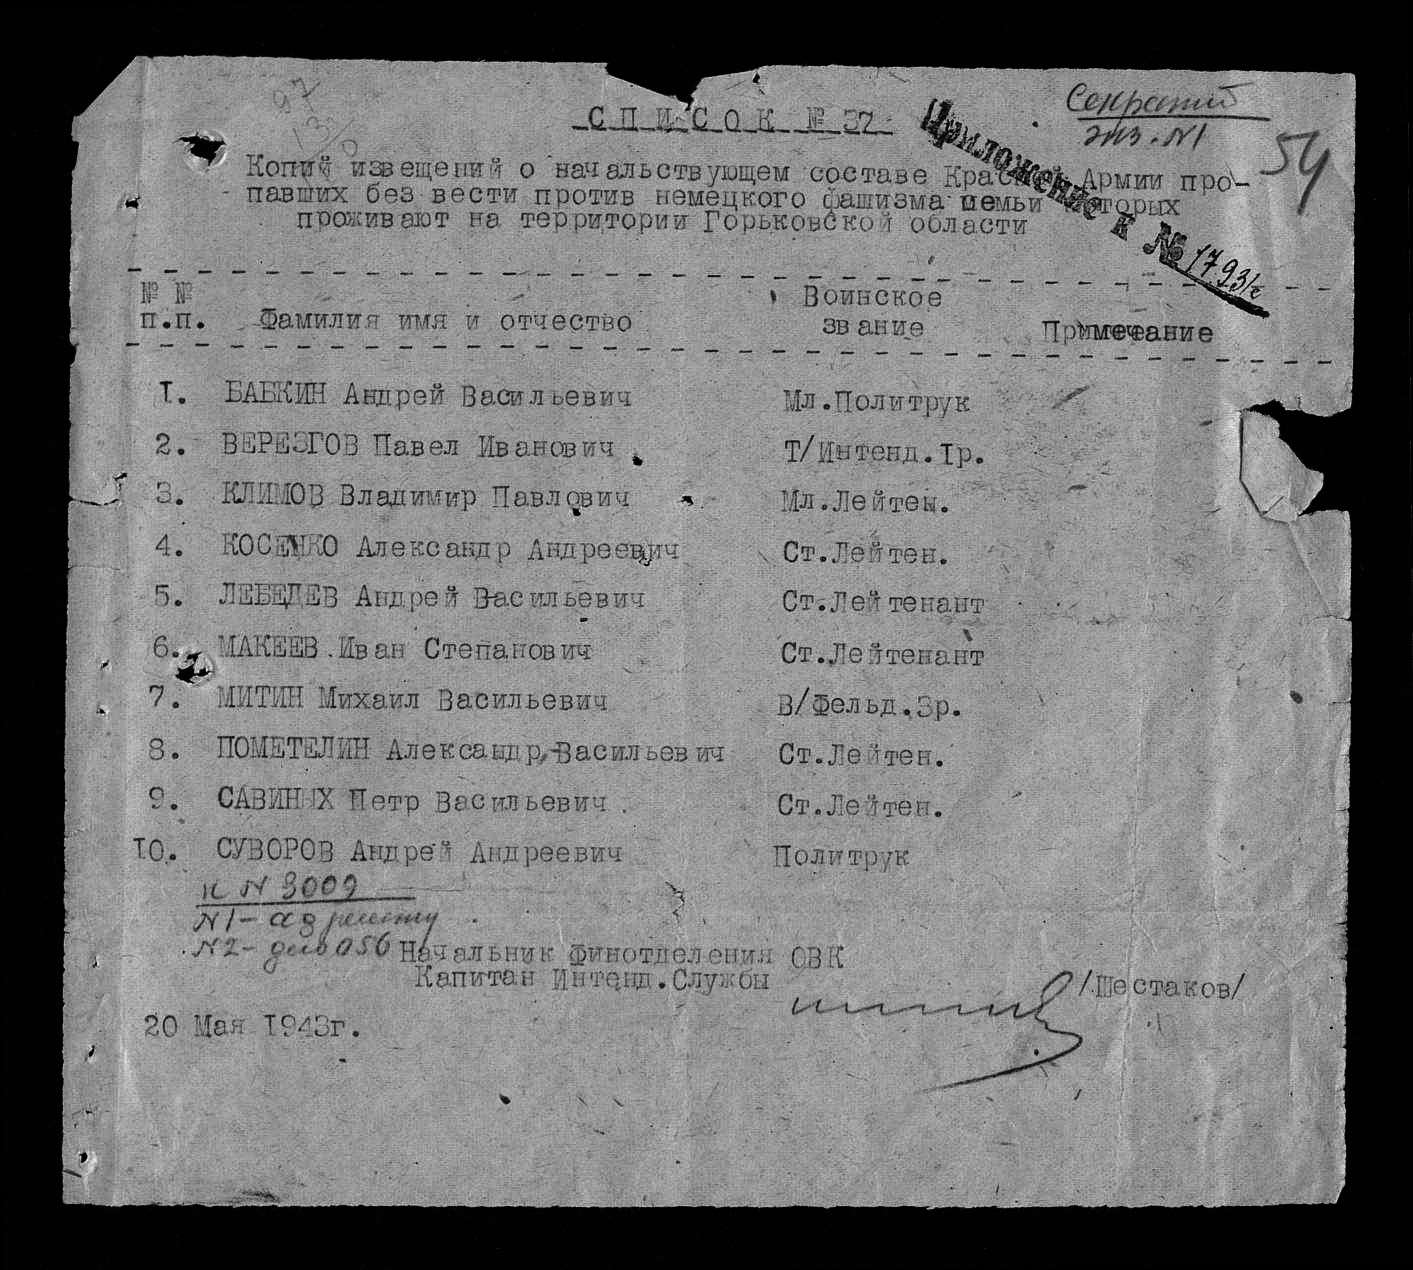 Секретно
экз. N1
54
СПИСОК № 37
Приложение к № 1793/с
Копий извещений о начальствующем составе Красной Армии про-
павших без вести против немецкого фашизма семьи которых
проживают на территории Горьковской области
№ №
п.п. Фамилия имя и отчество Воинское звание Примечание
1. БАБКИН Андрей Васильевич Мл.Политрук
2. ВЕРЕЗГОВ Павел Иванович Т/Интенд.1р.
3. КЛИМОВ Владимир Павлович Мл.Лейтен.
4. КОСЕНКО Александр Андреевич Ст.Лейтен.
5. ЛЕБЕДЕВ Андрей Васильевич Ст.Лейтенант
6. МАКЕЕВ Иван Степанович Ст.Лейтенант
7. МИТИН Михаил Васильевич В/Фельд.3р.
8. ПОМЕТЕЛИН Александр Васильевич Ст.Лейтен.
9. САВИНЫХ Петр Васильевич Ст.Лейтен.
10. СУВОРОВ Андрей Андреевич Политрук
к N 3009
N1- адресату
N2- дело 056
Начальник Финотделения ОВК
Капитан Интенд.Службы /Шестаков/
20 Мая 1943г.